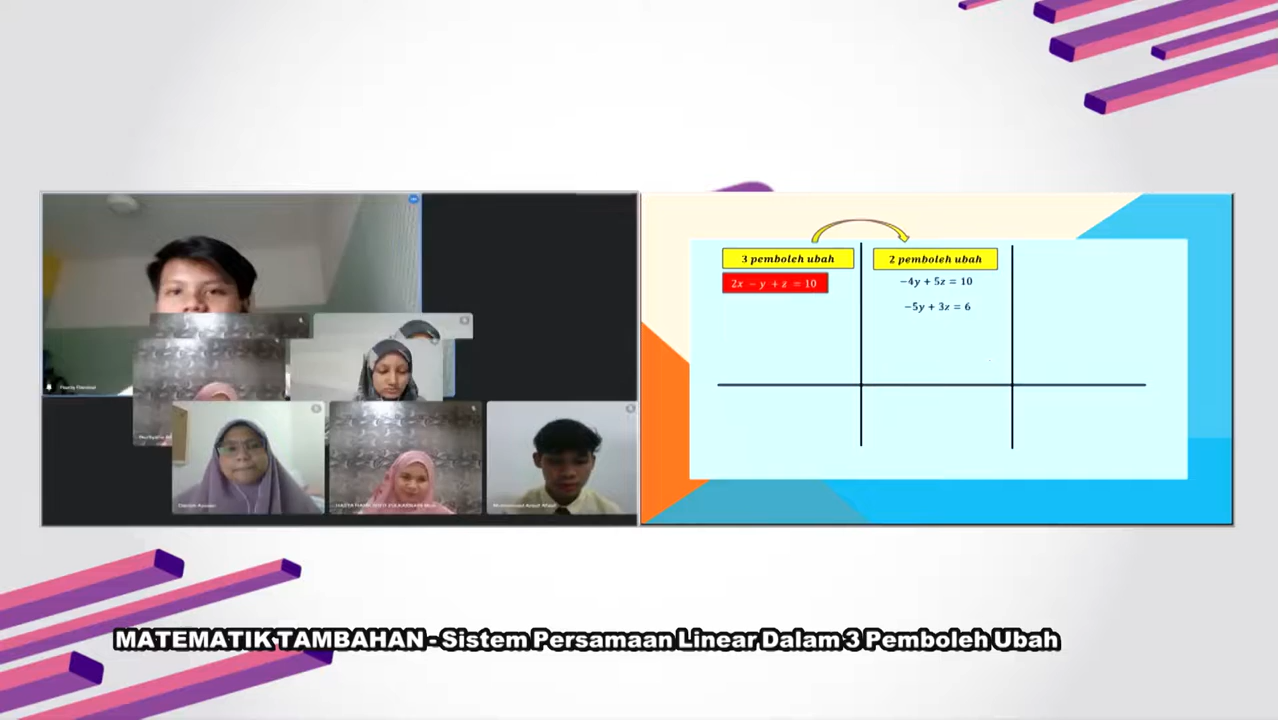 3 pemboleh ubah
2 pemboleh ubah
2x − y + z = 10
−4y + 5z = 10
−5y + 3z = 6
MATEMATIK TAMBAHAN - Sistem Persamaan Linear Dalam 3 Pemboleh Ubah